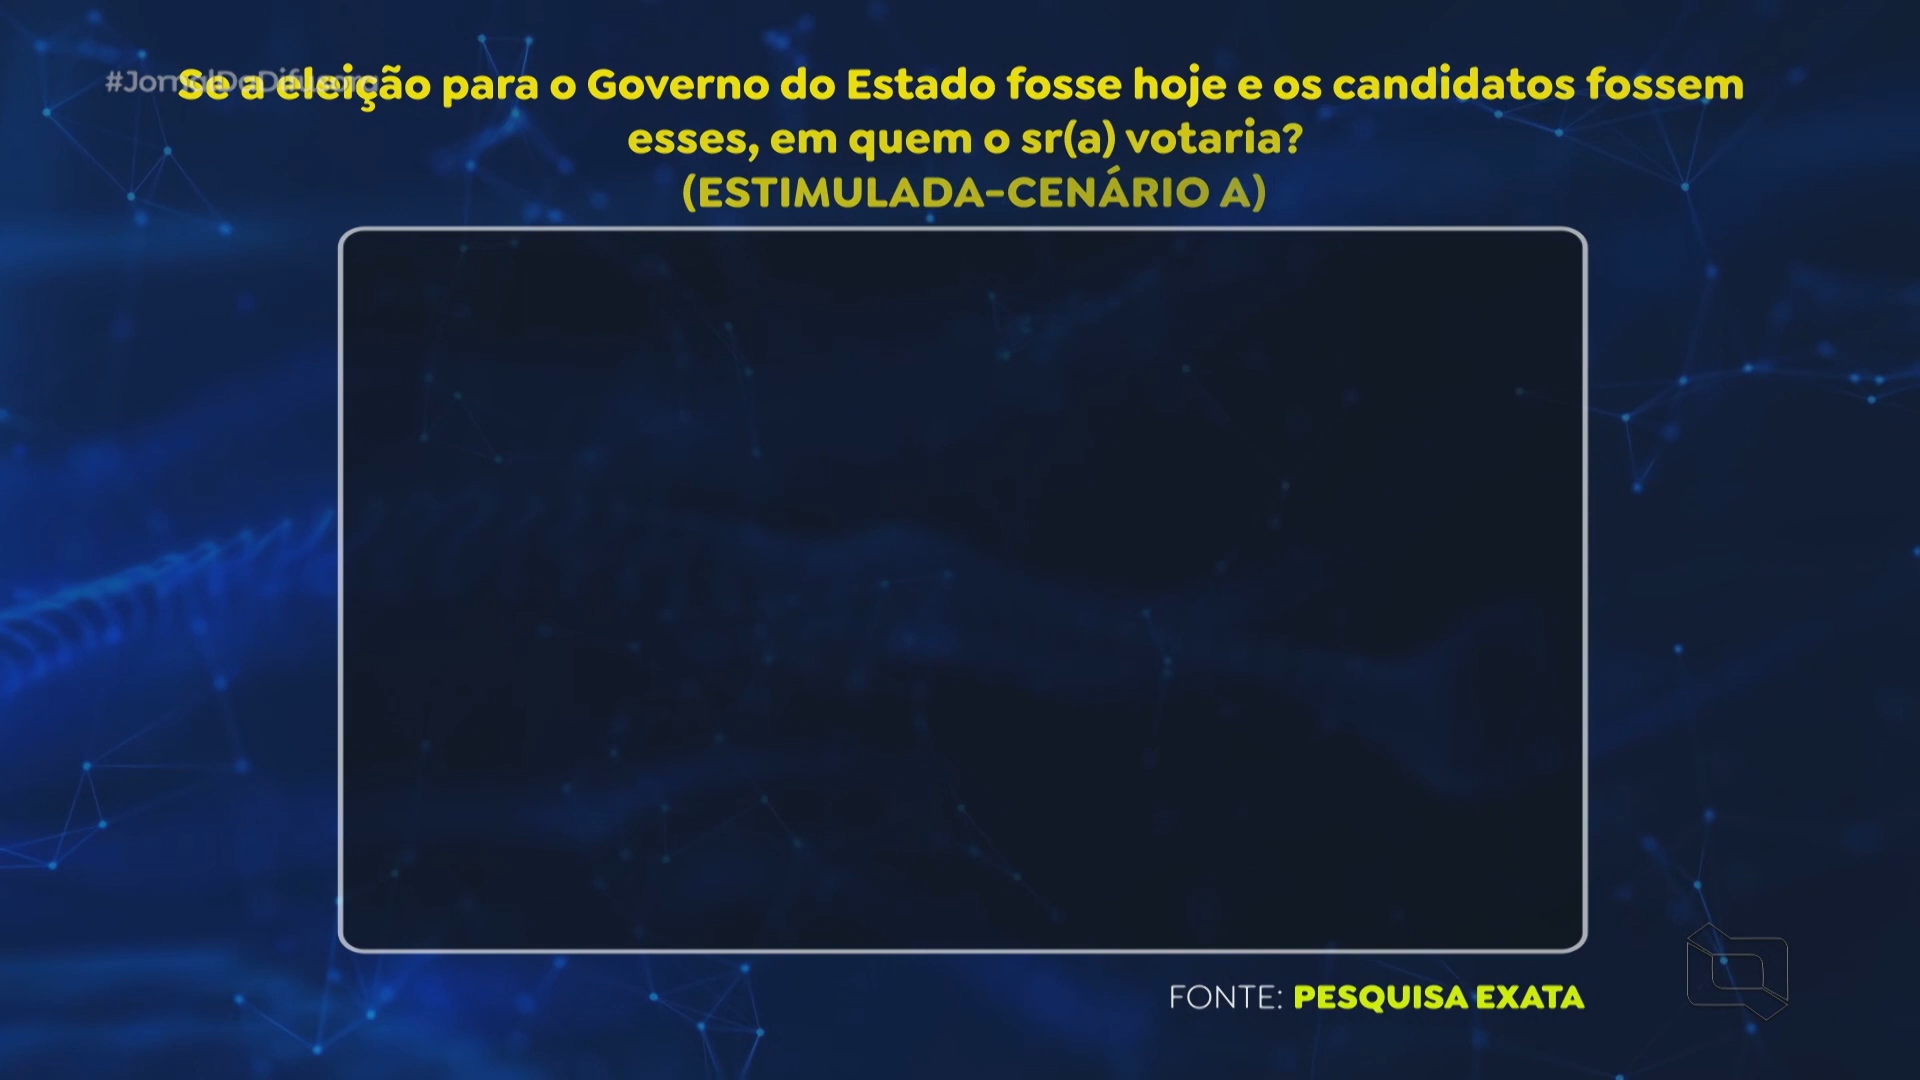 #JornalDaDifusora
Se a eleição para o Governo do Estado fosse hoje e os candidatos fossem
esses, em quem o sr(a) votaria?
(ESTIMULADA-CENÁRIO A)
FONTE: PESQUISA EXATA